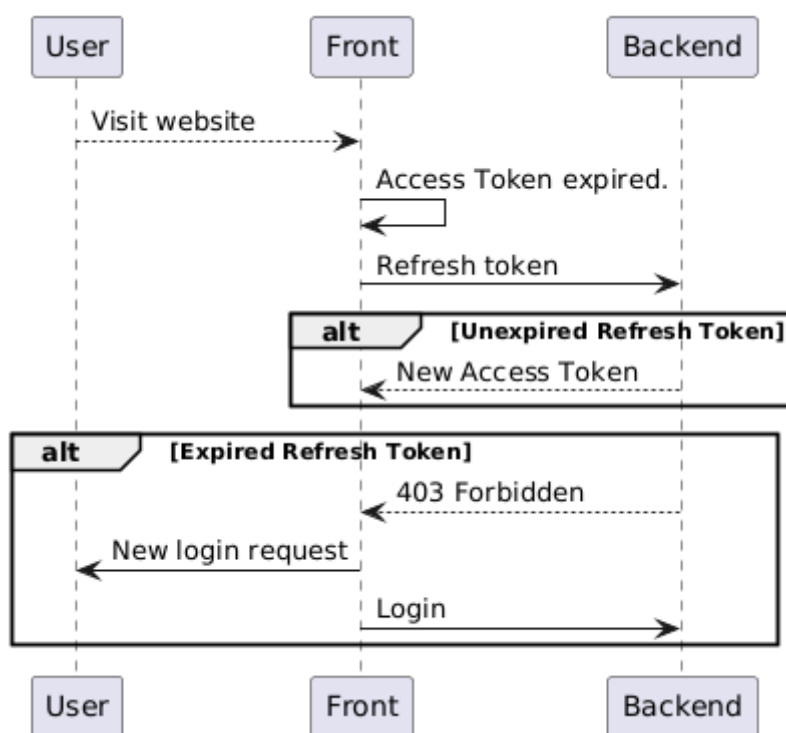 User Front Backend
Visit website
Access Token expired.
Refresh token
alt [Unexpired Refresh Token]
New Access Token
alt [Expired Refresh Token]
403 Forbidden
New login request
Login
User Front Backend